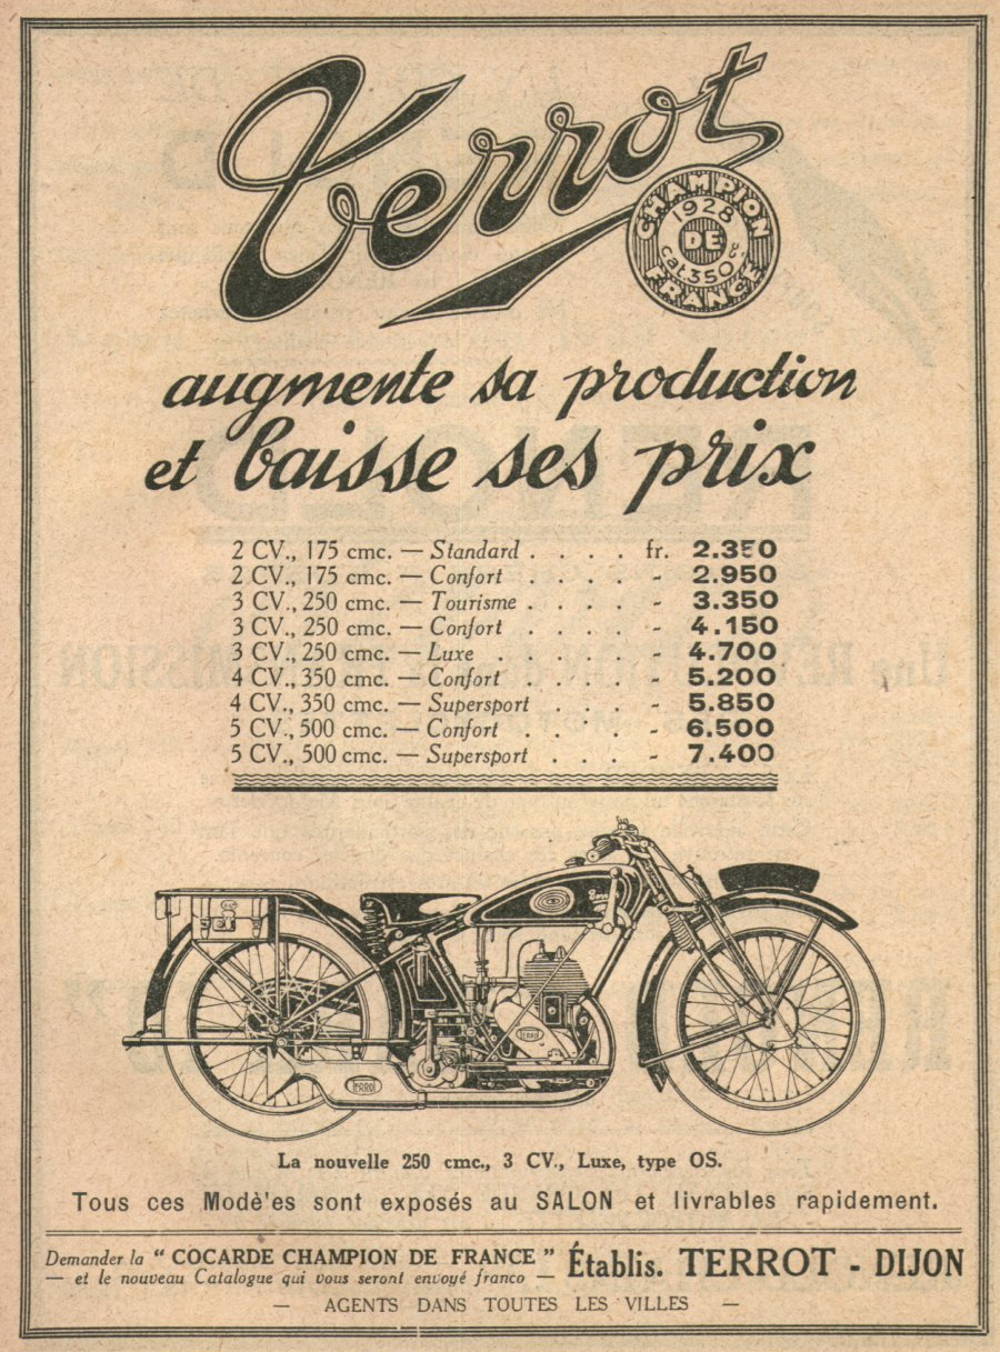 Terrot
CHAMPION
1928
DE
cat.350cc
FRANCE
augmente sa production
et baisse ses prix
2 CV., 175 cmc. — Standard . . . . fr. 2.350
2 CV., 175 cmc. — Confort . . . . - 2.950
3 CV., 250 cmc. — Tourisme . . . . - 3.350
3 CV., 250 cmc. — Confort . . . . - 4.150
3 CV., 250 cmc. — Luxe . . . . . - 4.700
4 CV., 350 cmc. — Confort . . . . - 5.200
4 CV., 350 cmc. — Supersport . . . - 5.850
5 CV., 500 cmc. — Confort . . . . - 6.500
5 CV., 500 cmc. — Supersport . . . - 7.400
TERROT
TERROT
La nouvelle 250 cmc., 3 CV., Luxe, type OS.
Tous ces Modè'es sont exposés au SALON et livrables rapidement.
Demander la “ COCARDE CHAMPION DE FRANCE ”
— et le nouveau Catalogue qui vous seront envoyé franco —
Établis. TERROT - DIJON
— AGENTS DANS TOUTES LES VILLES —